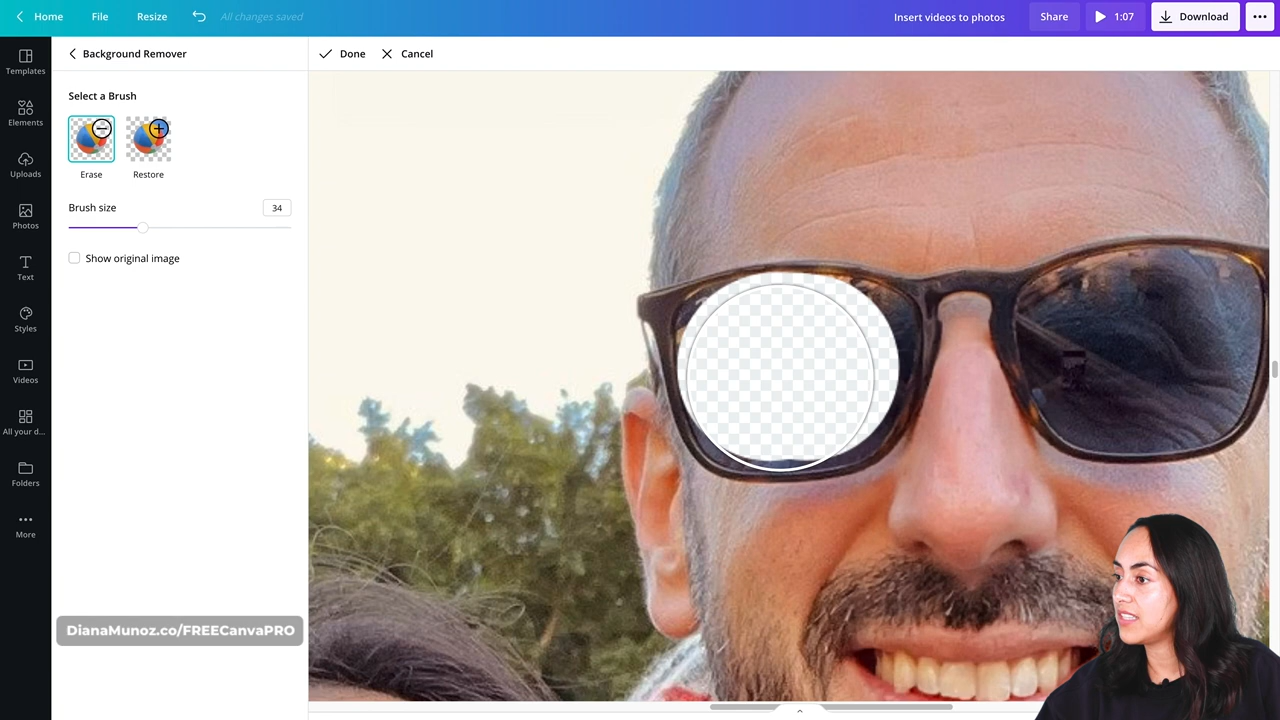 Home
File
Resize
All changes saved
Insert videos to photos
Share
1:07
Download
Templates
Elements
Uploads
Photos
Text
Styles
Videos
All your d...
Folders
More
Background Remover
Select a Brush
Erase
Restore
Brush size
34
Show original image
Done
Cancel
DianaMunoz.co/FREECanvaPRO